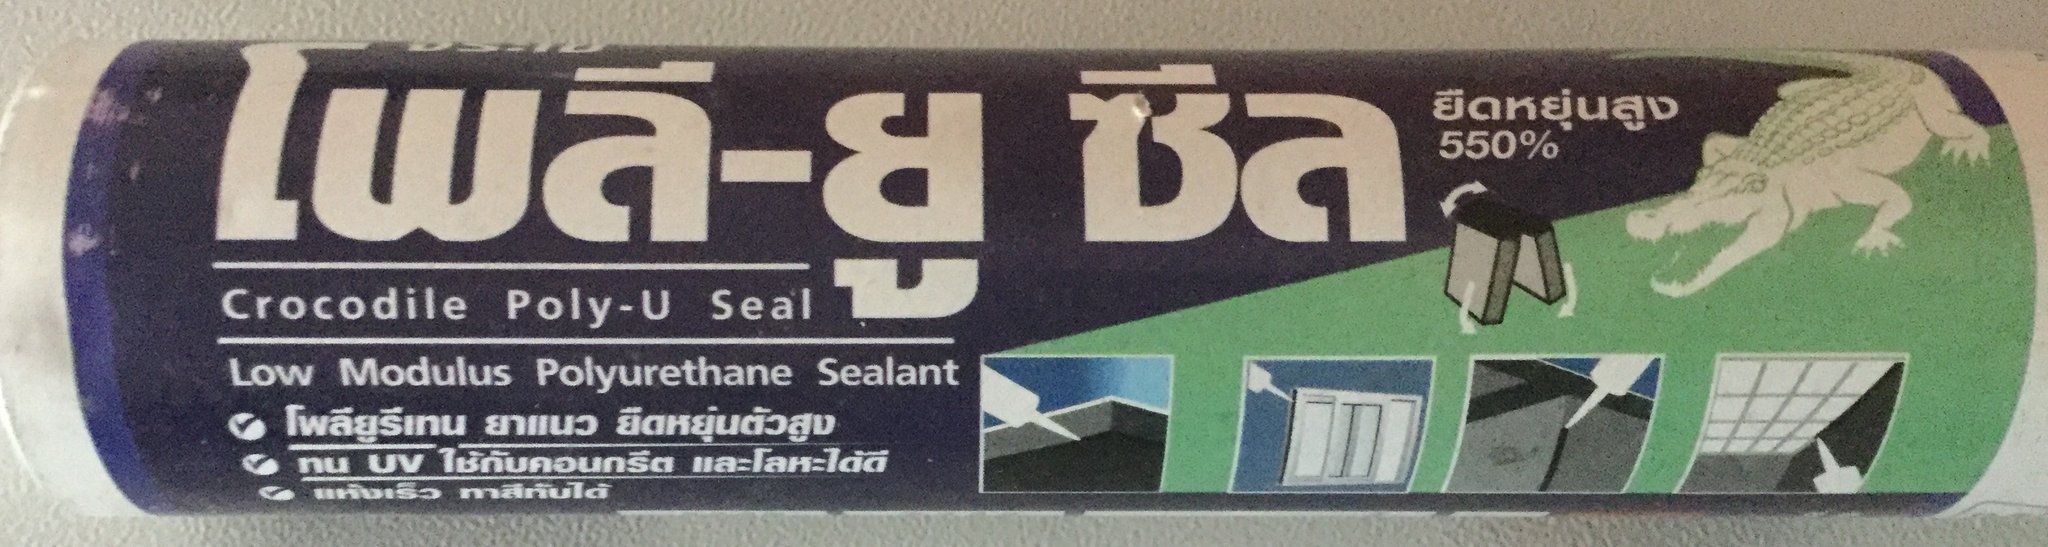 โพลี-ยู ซีล
ยืดหยุ่นสูง
550%
Crocodile Poly-U Seal
Low Modulus Polyurethane Sealant
โพลียูรีเทน ยาแนว ยืดหยุ่นตัวสูง
ทน UV ใช้กับคอนกรีต และโลหะได้ดี
แห้งเร็ว ทาสีทับได้